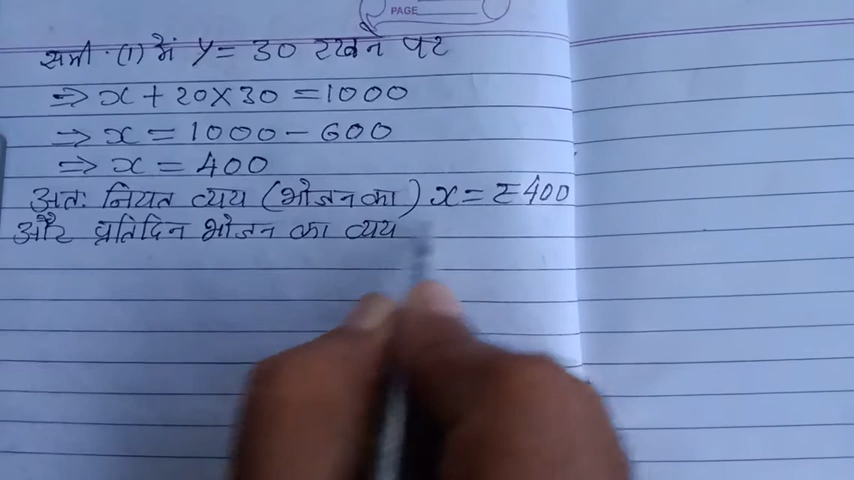 PAGE
समी. (1) में y = 30 रखने पर
⇒ x + 20 × 30 = 1000
⇒ x = 1000 - 600
⇒ x = 400
अतः नियत व्यय (भोजन का) x = ₹ 400
और प्रतिदिन भोजन का व्यय